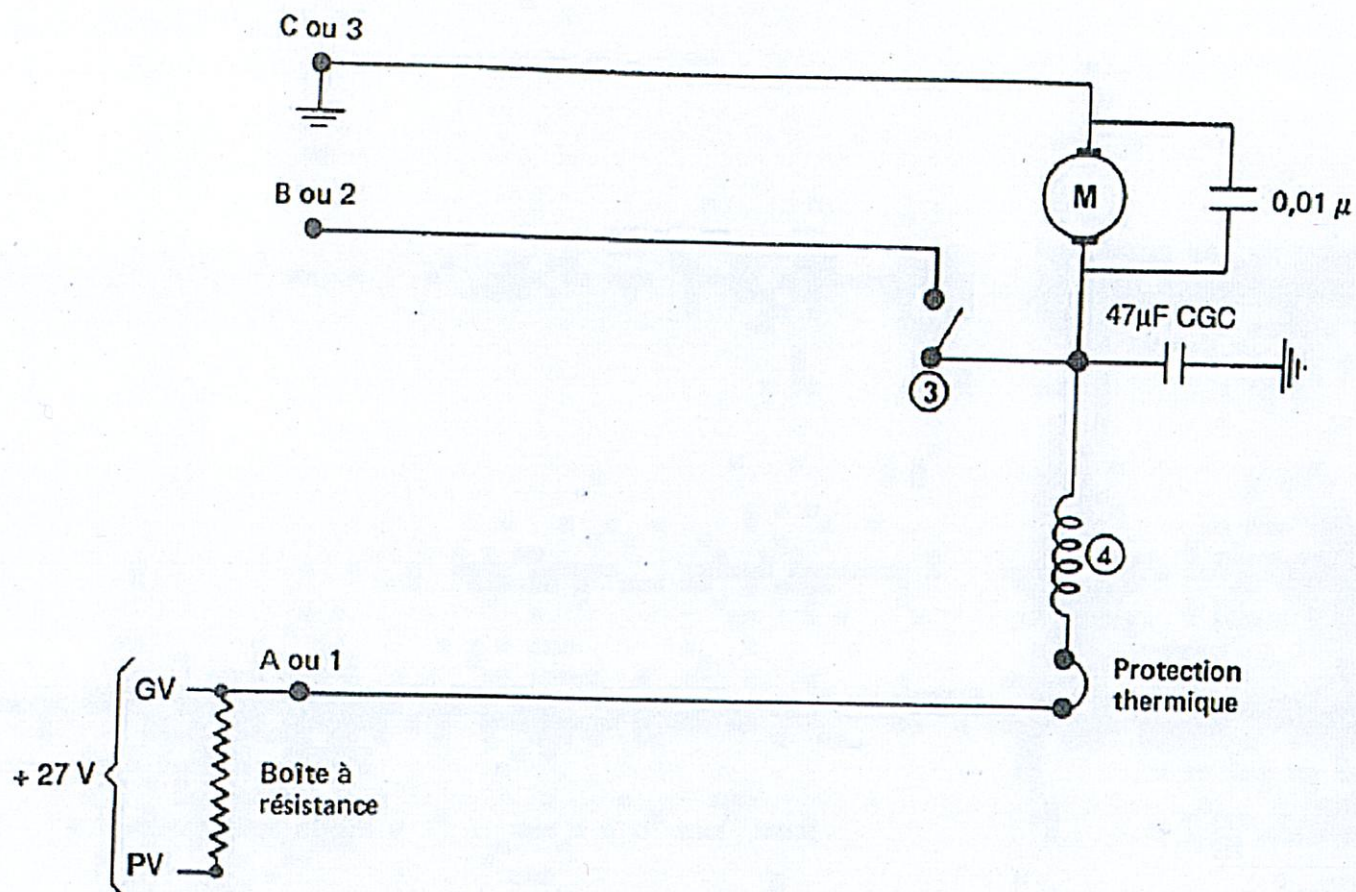 C ou 3
B ou 2
M
0,01 µ
47µF CGC
3
4
A ou 1
GV
Protection
thermique
+ 27 V
Boîte à
résistance
PV